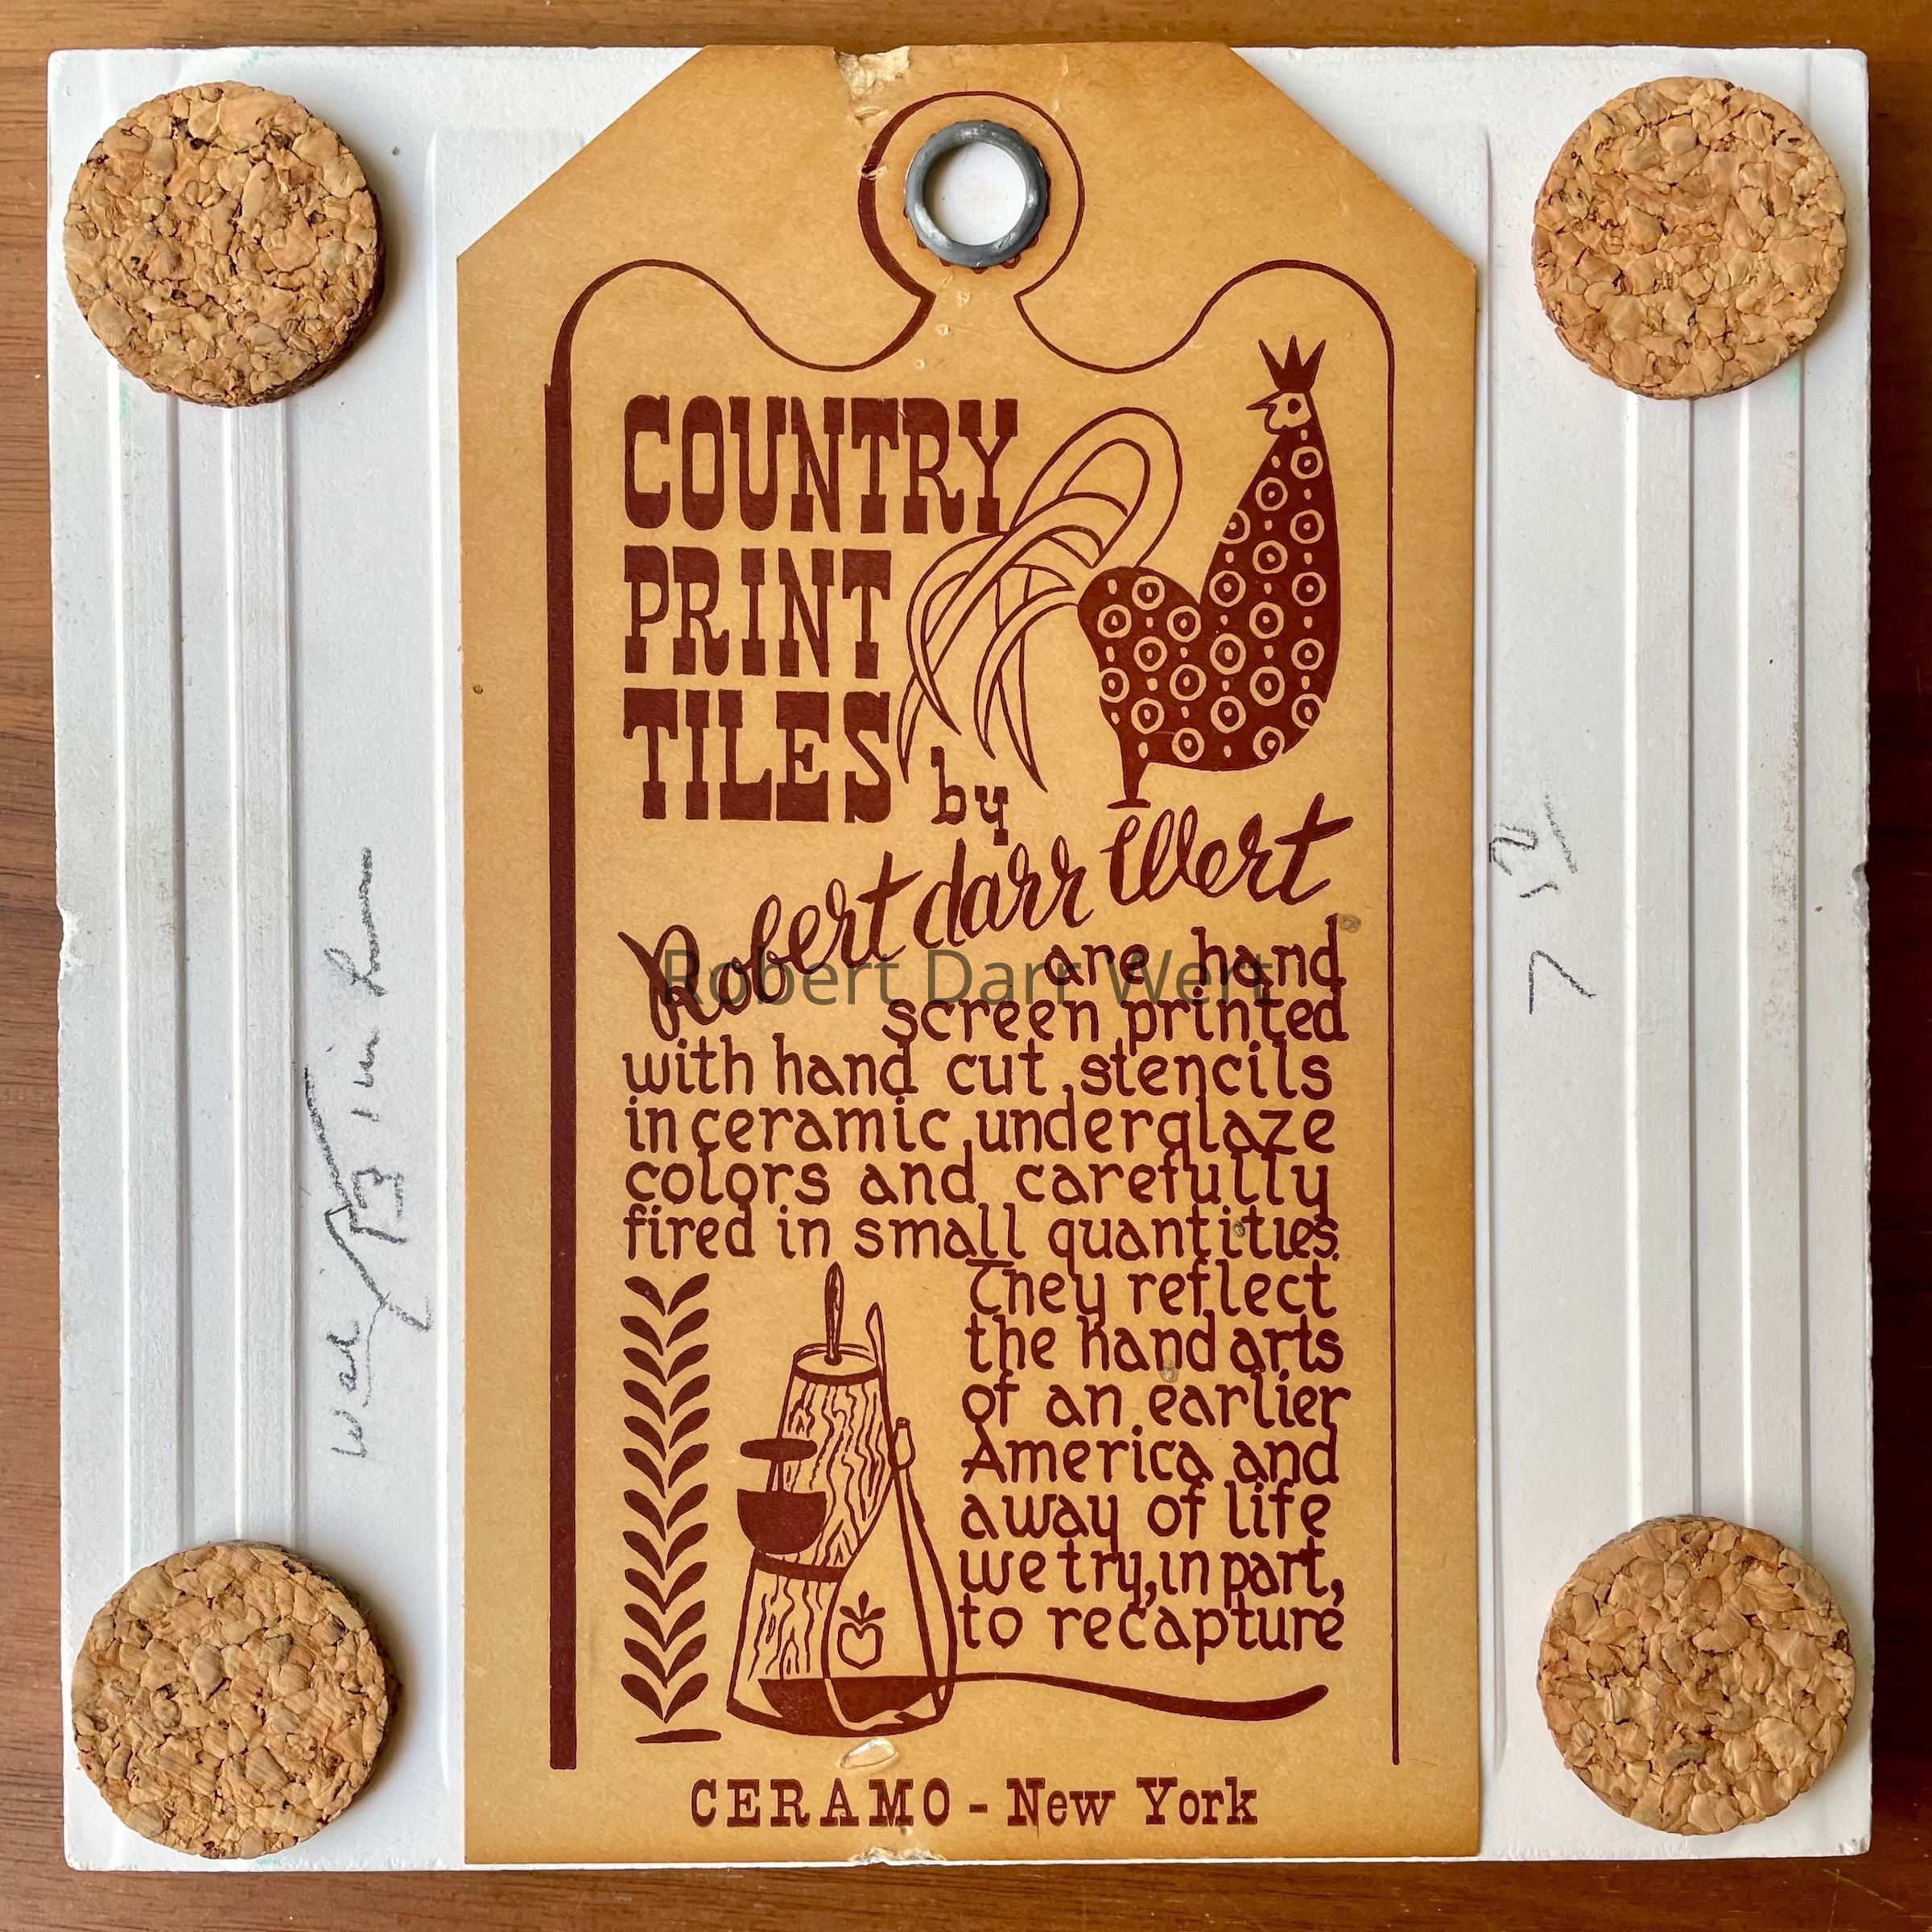 COUNTRY
PRINT
TILES
by
Robert darr Wert
are hand
screen printed
with hand cut stencils
in ceramic underglaze
colors and carefully
fired in small quantities.
They reflect
the hand arts
of an earlier
America and
away of life
we try, in part,
to recapture
CERAMO - New York
Robert Darr Wert